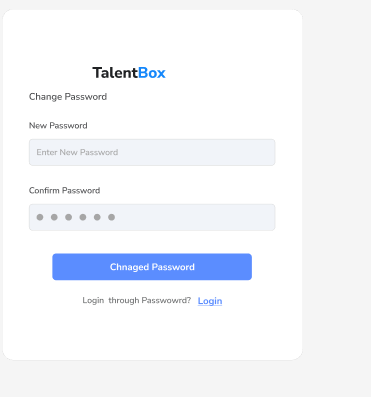 TalentBox
Change Password
New Password
Enter New Password
Confirm Password
Chnaged Password
Login through Passwowrd? Login